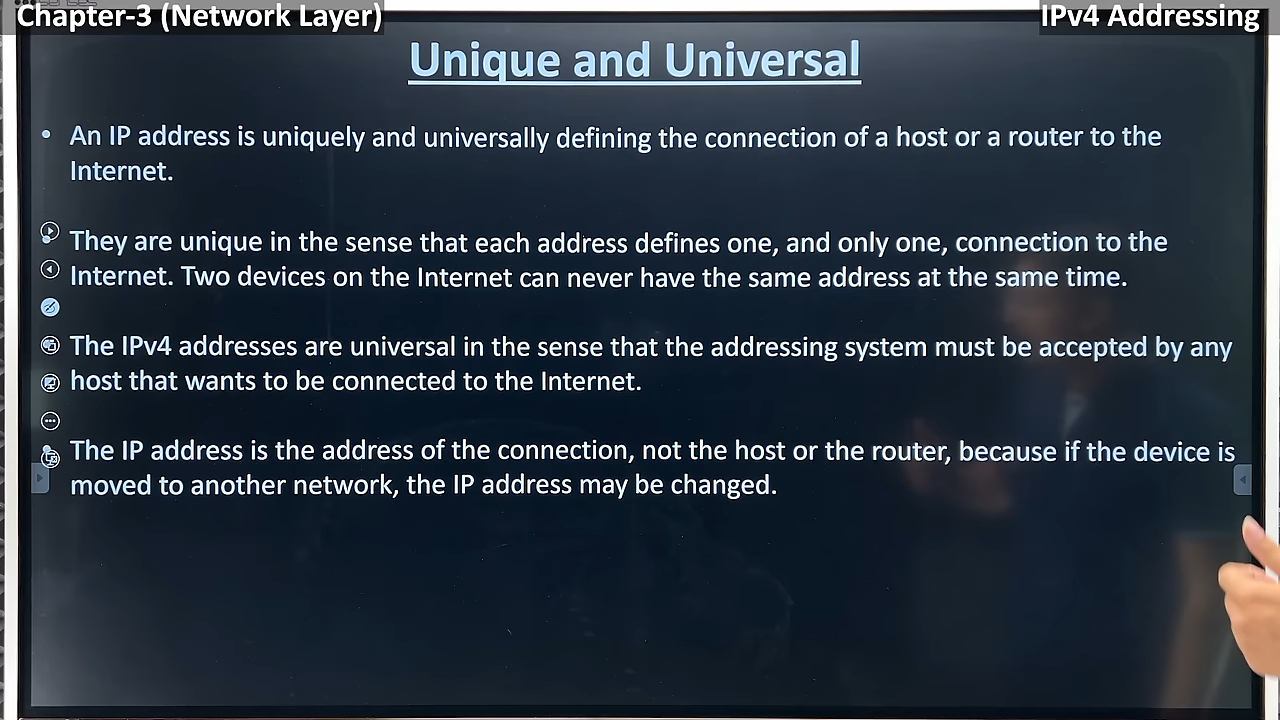 Chapter-3 (Network Layer)
IPv4 Addressing
Unique and Universal
• An IP address is uniquely and universally defining the connection of a host or a router to the
Internet.
They are unique in the sense that each address defines one, and only one, connection to the
Internet. Two devices on the Internet can never have the same address at the same time.
The IPv4 addresses are universal in the sense that the addressing system must be accepted by any
host that wants to be connected to the Internet.
The IP address is the address of the connection, not the host or the router, because if the device is
moved to another network, the IP address may be changed.